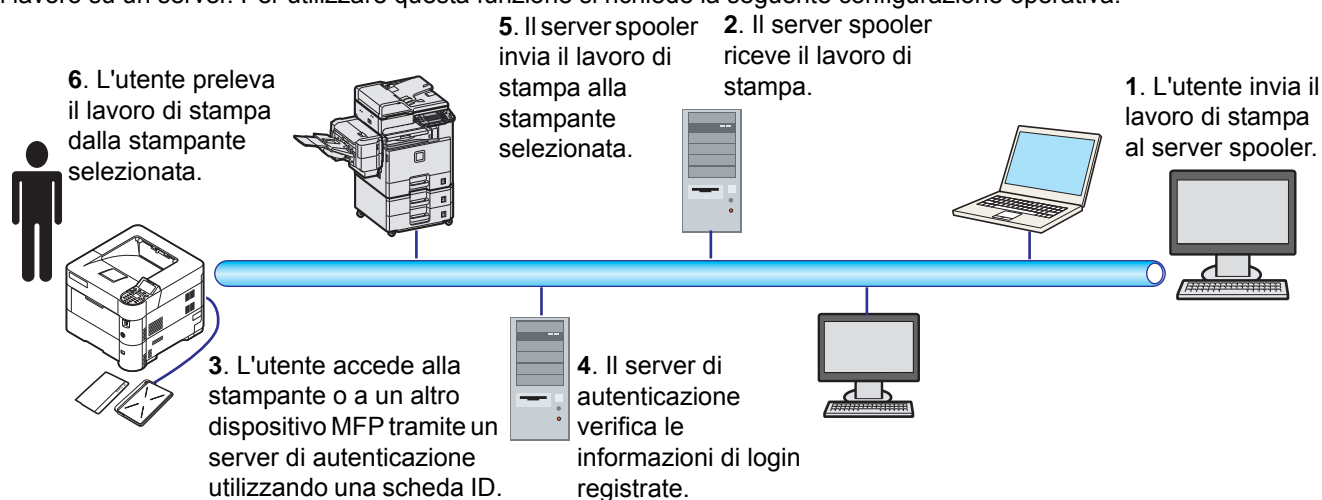 il lavoro su un server. Per utilizzare questa funzione si richiede la seguente configurazione operativa.
5. Il server spooler
invia il lavoro di
stampa alla
stampante
selezionata.
2. Il server spooler
riceve il lavoro di
stampa.
6. L'utente preleva
il lavoro di stampa
dalla stampante
selezionata.
1. L'utente invia il
lavoro di stampa
al server spooler.
3. L'utente accede alla
stampante o a un altro
dispositivo MFP tramite un
server di autenticazione
utilizzando una scheda ID.
4. Il server di
autenticazione
verifica le
informazioni di login
registrate.